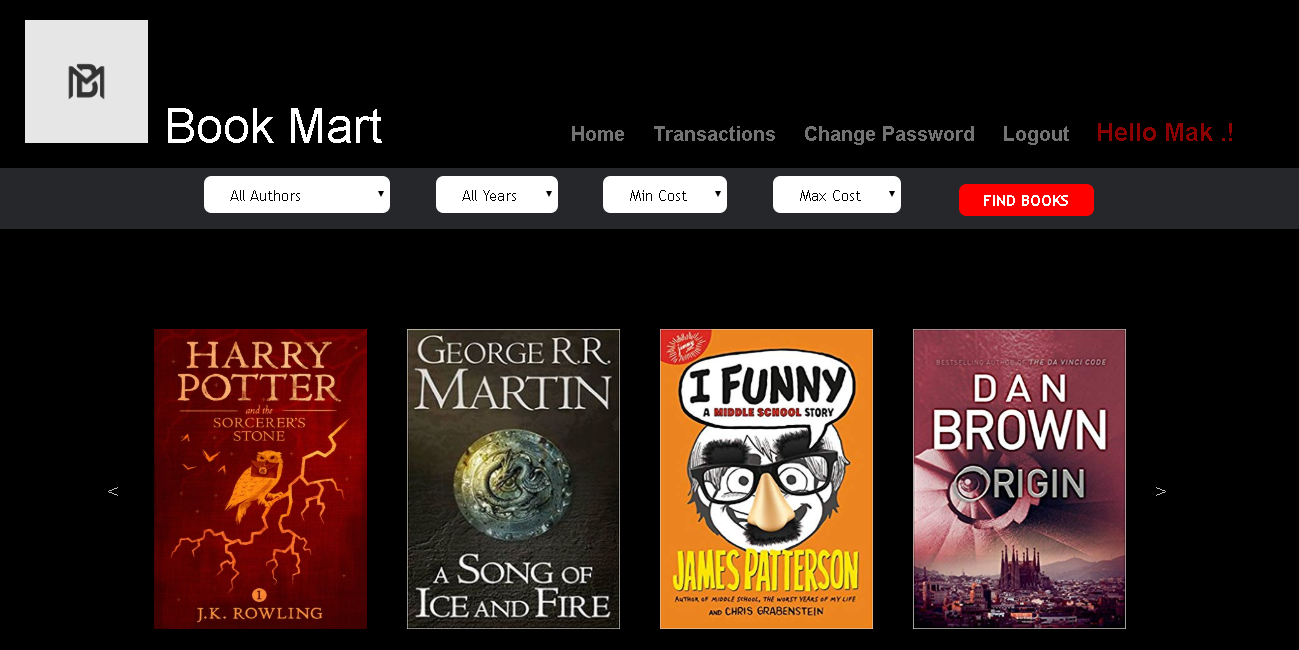 Book Mart
Home Transactions Change Password Logout Hello Mak .!
All Authors All Years Min Cost Max Cost FIND BOOKS
HARRY
POTTER
and the
SORCERER'S
STONE
1
J.K. ROWLING
GEORGE R.R.
MARTIN
A SONG OF
ICE AND FIRE
I FUNNY
A MIDDLE SCHOOL STORY
JAMES PATTERSON
AUTHOR OF MIDDLE SCHOOL, THE WORST YEARS OF MY LIFE
AND CHRIS GRABENSTEIN
BESTSELLING AUTHOR OF THE DA VINCI CODE
DAN
BROWN
ORIGIN
< >